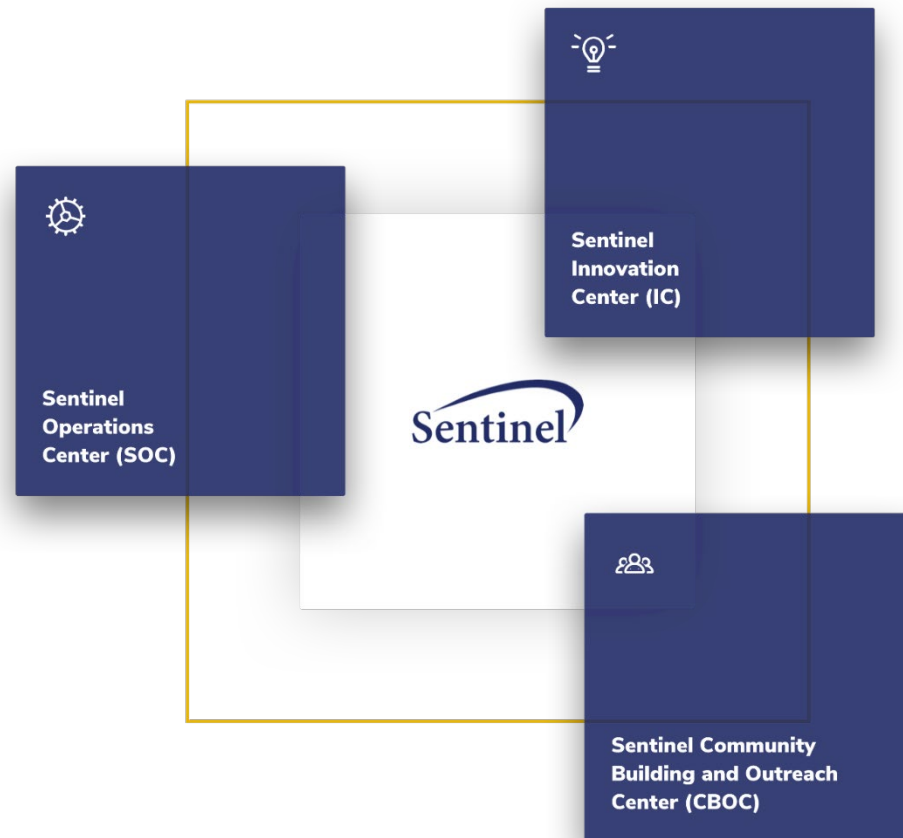 Sentinel
Innovation
Center (IC)
Sentinel
Operations
Center (SOC)
Sentinel
Sentinel Community
Building and Outreach
Center (CBOC)